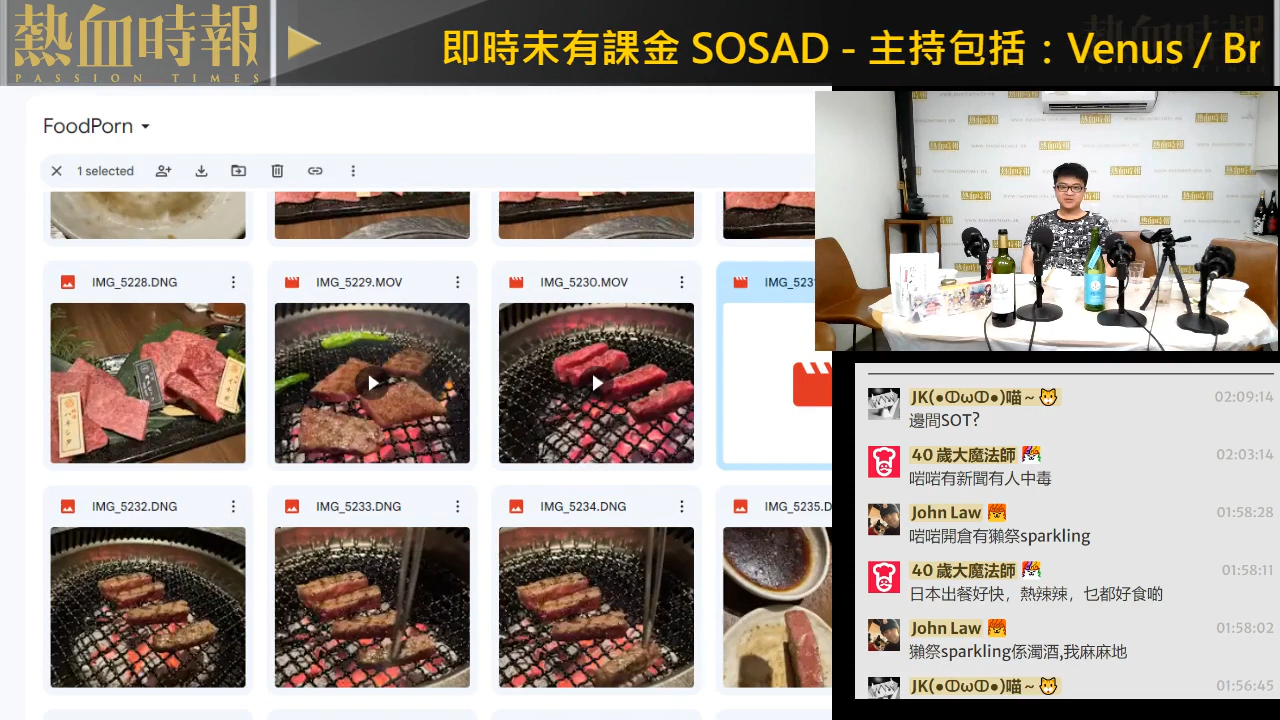 熱血時報
PASSION TIMES
即時未有課金 SOSAD - 主持包括：Venus / Br
FoodPorn
1 selected
IMG_5228.DNG
IMG_5229.MOV
IMG_5230.MOV
IMG_523
IMG_5232.DNG
IMG_5233.DNG
IMG_5234.DNG
IMG_5235.D
JK(●ↀωↀ●)喵～ 02:09:14
邊間SOT?
40 歲大魔法師 02:03:14
啱啱有新聞有人中毒
John Law 01:58:28
啱啱開倉有獺祭sparkling
40 歲大魔法師 01:58:11
日本出餐好快，熱辣辣，乜都好食啲
John Law 01:58:02
獺祭sparkling係濁酒,我麻麻地
JK(●ↀωↀ●)喵～ 01:56:45